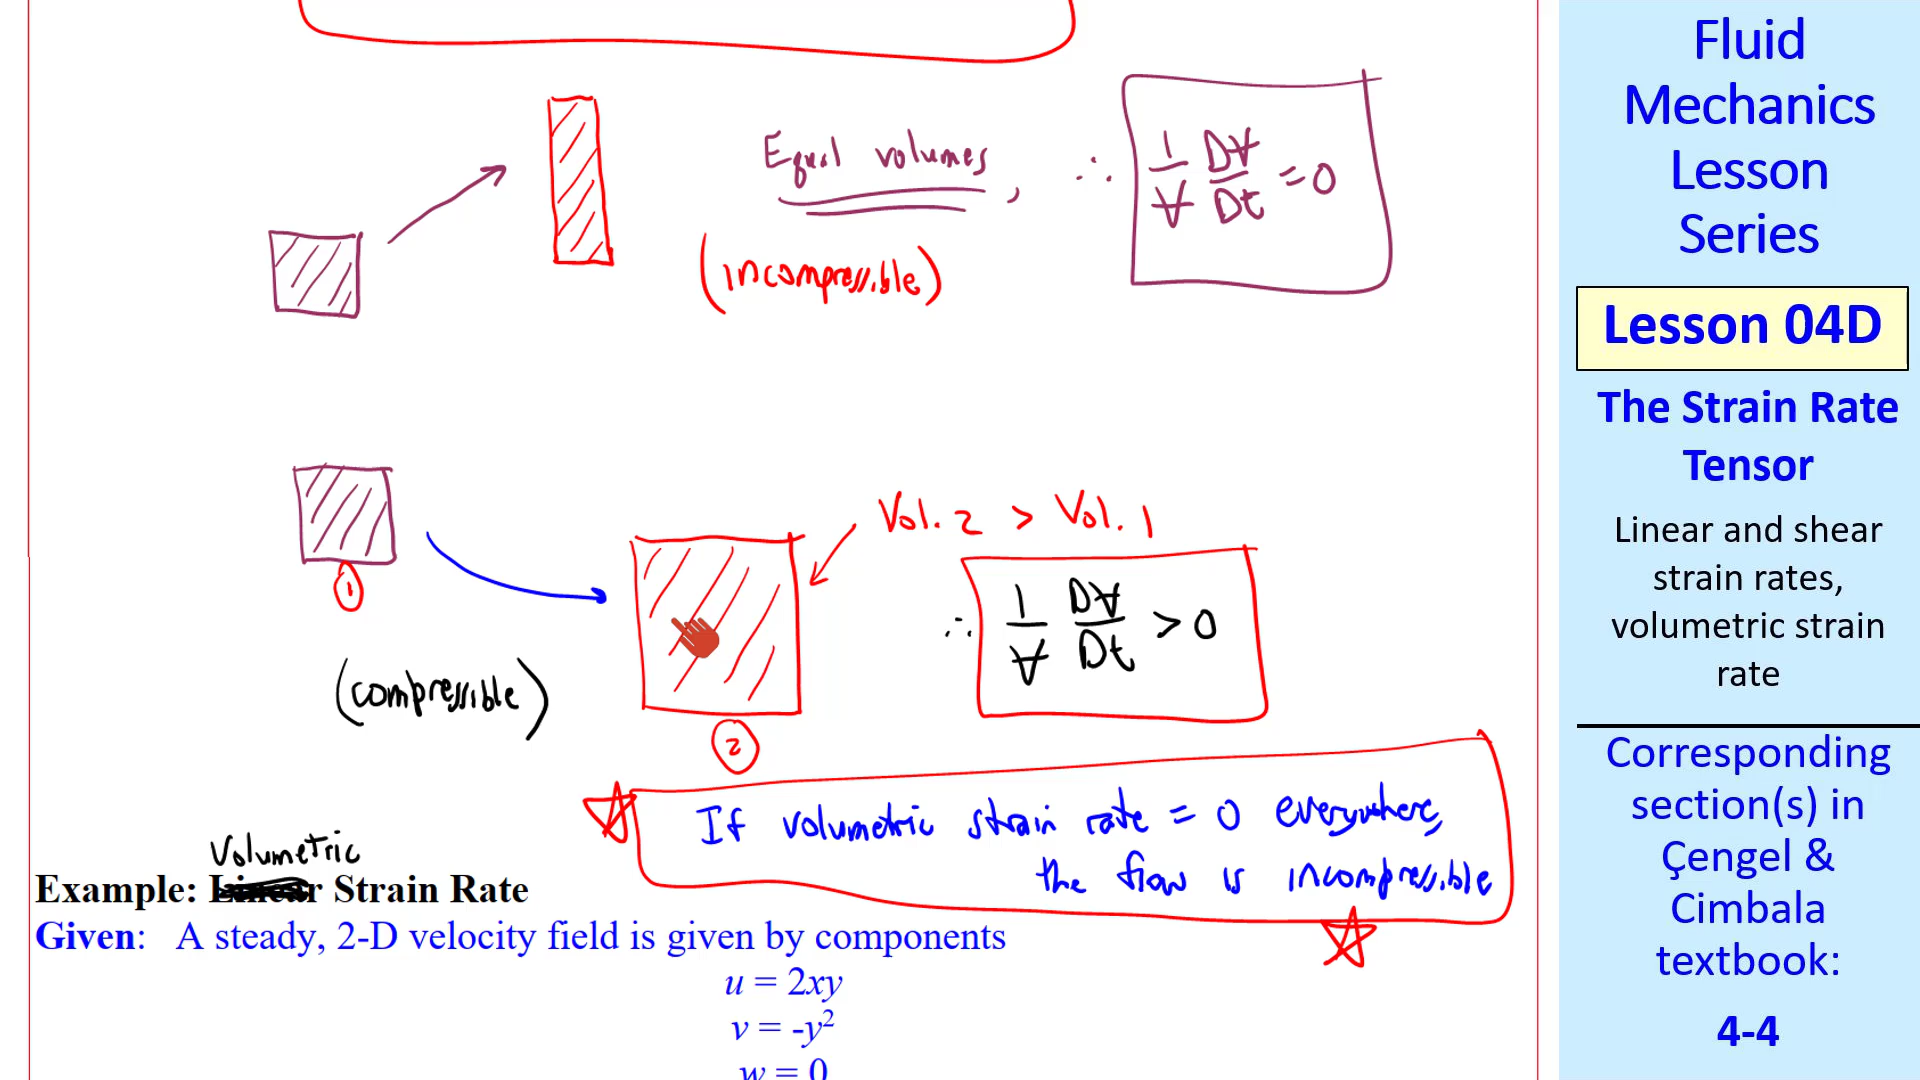 Equal volumes, ∴ 1/V̶ DV̶/Dt = 0
(incompressible)
Vol. 2 > Vol. 1
∴ 1/V̶ DV̶/Dt > 0
1
(compressible)
2
If volumetric strain rate = 0 everywhere,
the flow is incompressible
Volumetric
Example: Linear Strain Rate
Given: A steady, 2-D velocity field is given by components
u = 2xy
v = -y²
w = 0
Fluid
Mechanics
Lesson
Series
Lesson 04D
The Strain Rate
Tensor
Linear and shear
strain rates,
volumetric strain
rate
Corresponding
section(s) in
Çengel &
Cimbala
textbook:
4-4